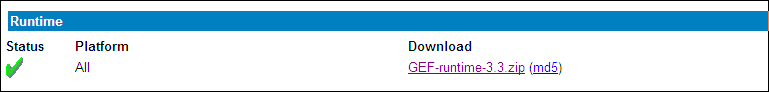 Runtime
Status Platform Download
All GEF-runtime-3.3.zip (md5)